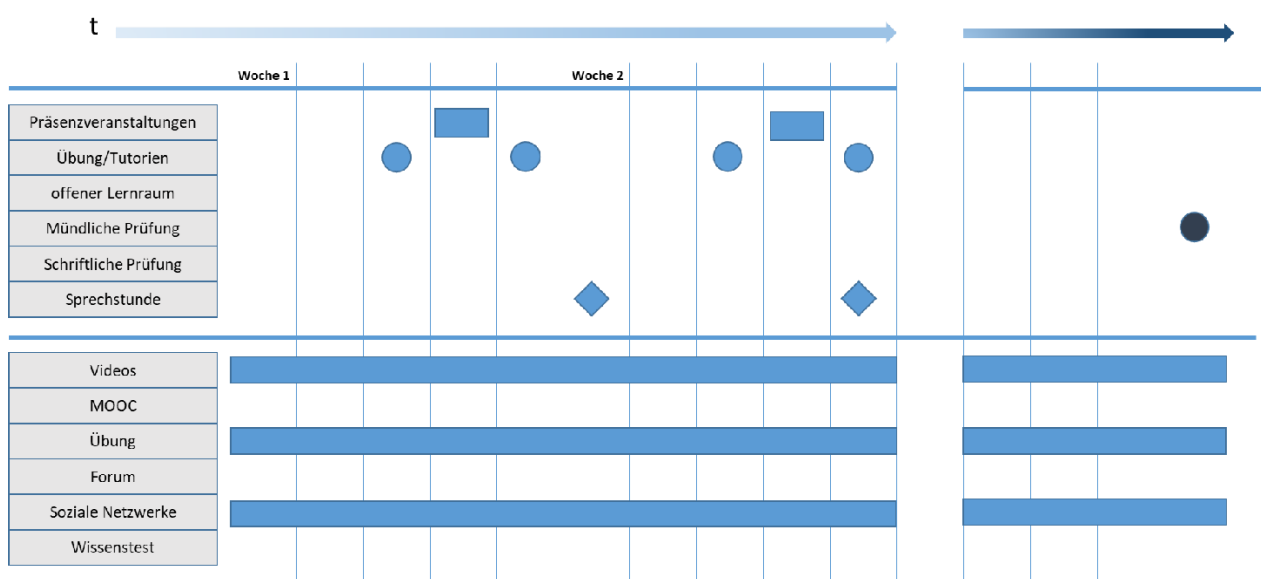 t
Woche 1
Woche 2
Präsenzveranstaltungen
Übung/Tutorien
offener Lernraum
Mündliche Prüfung
Schriftliche Prüfung
Sprechstunde
Videos
MOOC
Übung
Forum
Soziale Netzwerke
Wissenstest